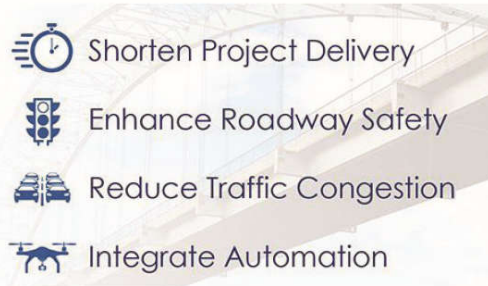 Shorten Project Delivery
Enhance Roadway Safety
Reduce Traffic Congestion
Integrate Automation